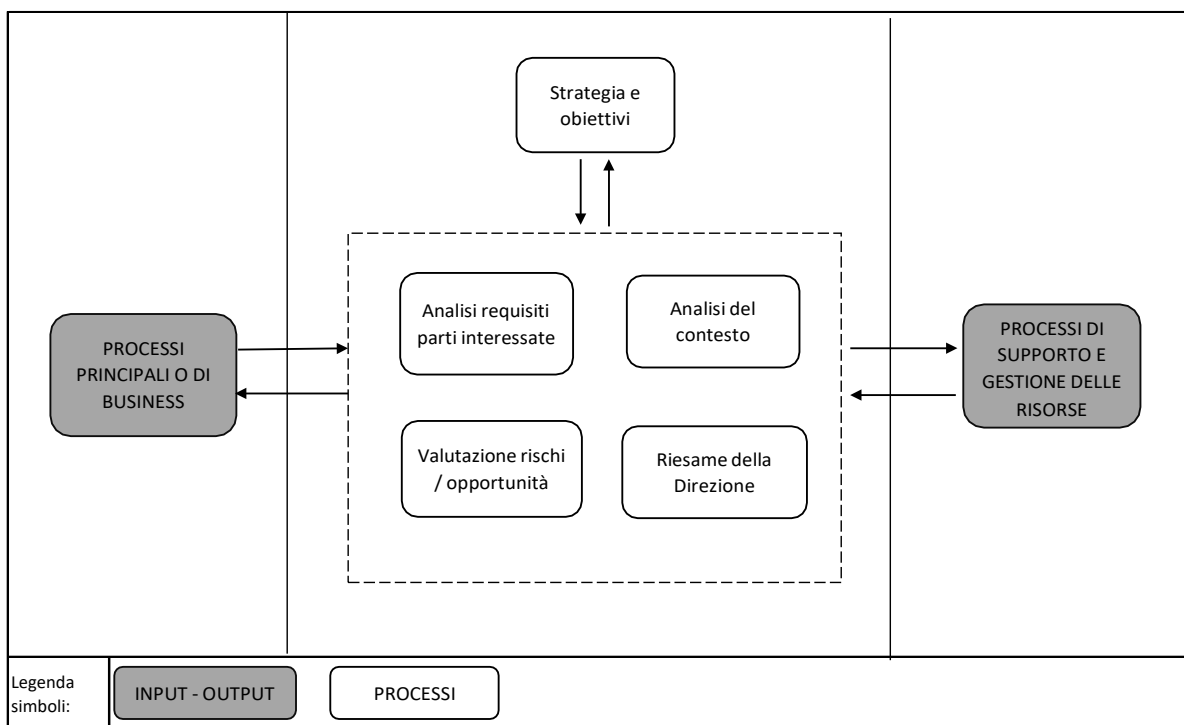 Strategia e
obiettivi
Analisi requisiti
parti interessate
Analisi del
contesto
PROCESSI
PRINCIPALI O DI
BUSINESS
PROCESSI DI
SUPPORTO E
GESTIONE DELLE
RISORSE
Valutazione rischi
/ opportunità
Riesame della
Direzione
Legenda
simboli:
INPUT - OUTPUT
PROCESSI